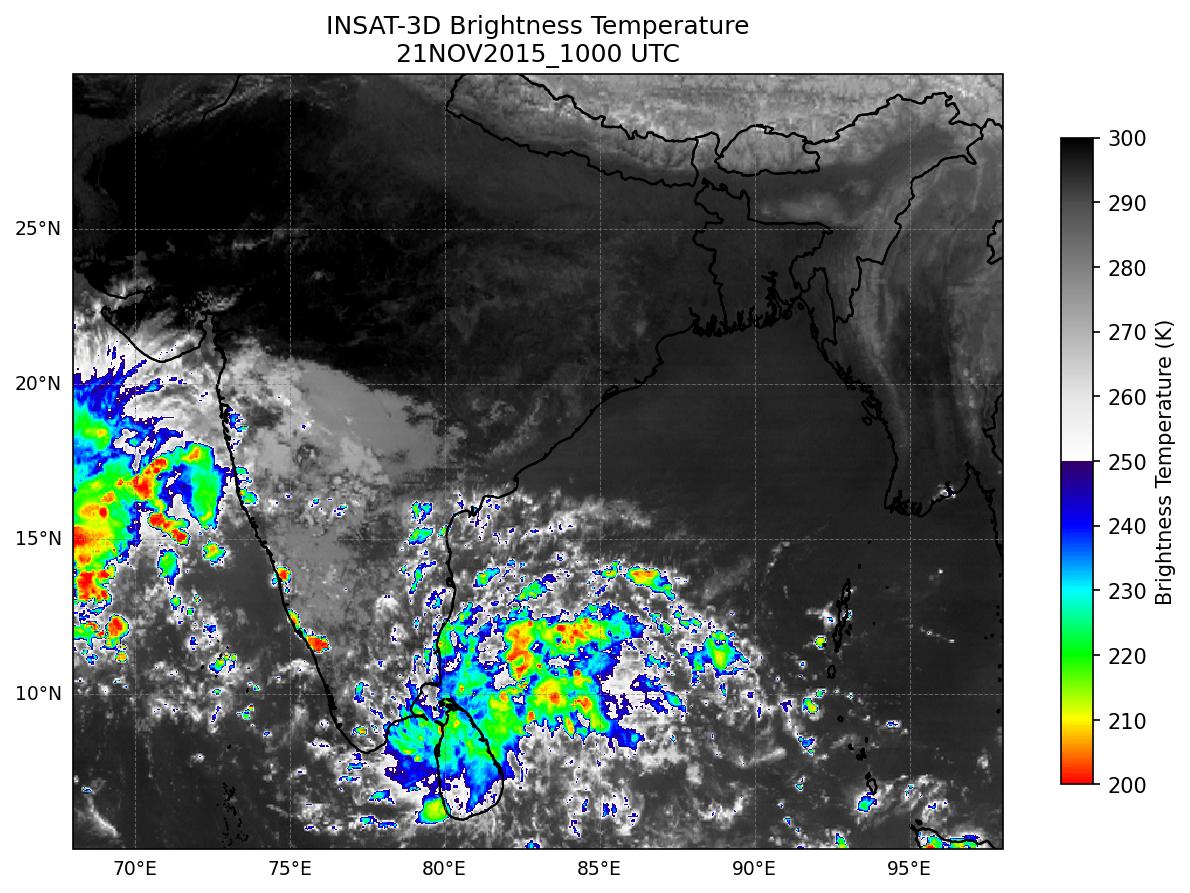 INSAT-3D Brightness Temperature
21NOV2015_1000 UTC
25°N
20°N
15°N
10°N
70°E
75°E
80°E
85°E
90°E
95°E
300
290
280
270
260
250
240
230
220
210
200
Brightness Temperature (K)